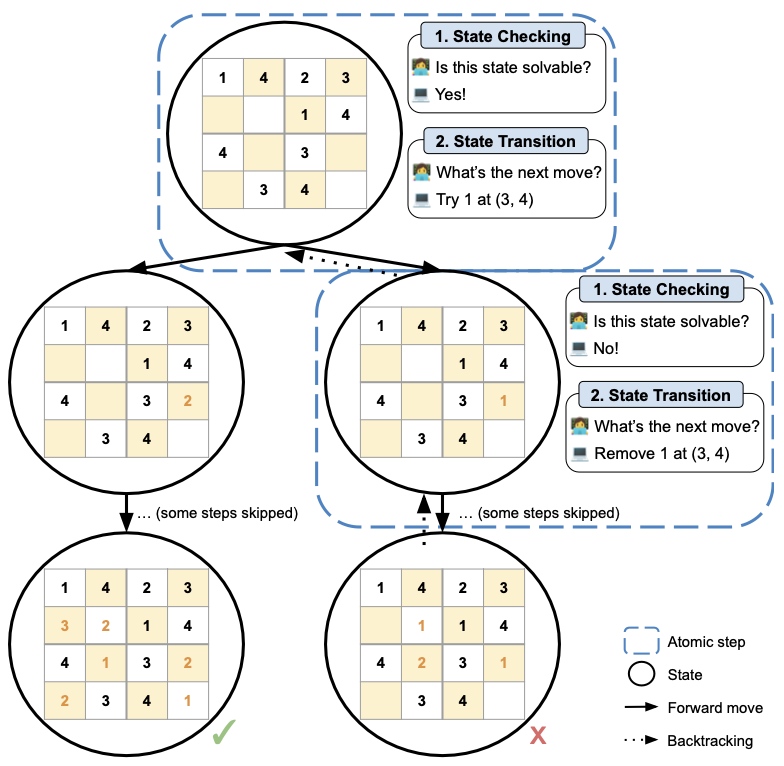 1. State Checking
Is this state solvable?
Yes!
1 4 2 3
1 4
4 3
3 4
2. State Transition
What's the next move?
Try 1 at (3, 4)
1. State Checking
Is this state solvable?
No!
2. State Transition
What's the next move?
Remove 1 at (3, 4)
1 4 2 3
1 4
4 3 2
3 4
1 4 2 3
1 4
4 3 1
3 4
... (some steps skipped)
... (some steps skipped)
1 4 2 3
3 2 1 4
4 1 3 2
2 3 4 1
1 4 2 3
1 1 4
4 2 3 1
3 4
✓
X
Atomic step
State
Forward move
Backtracking